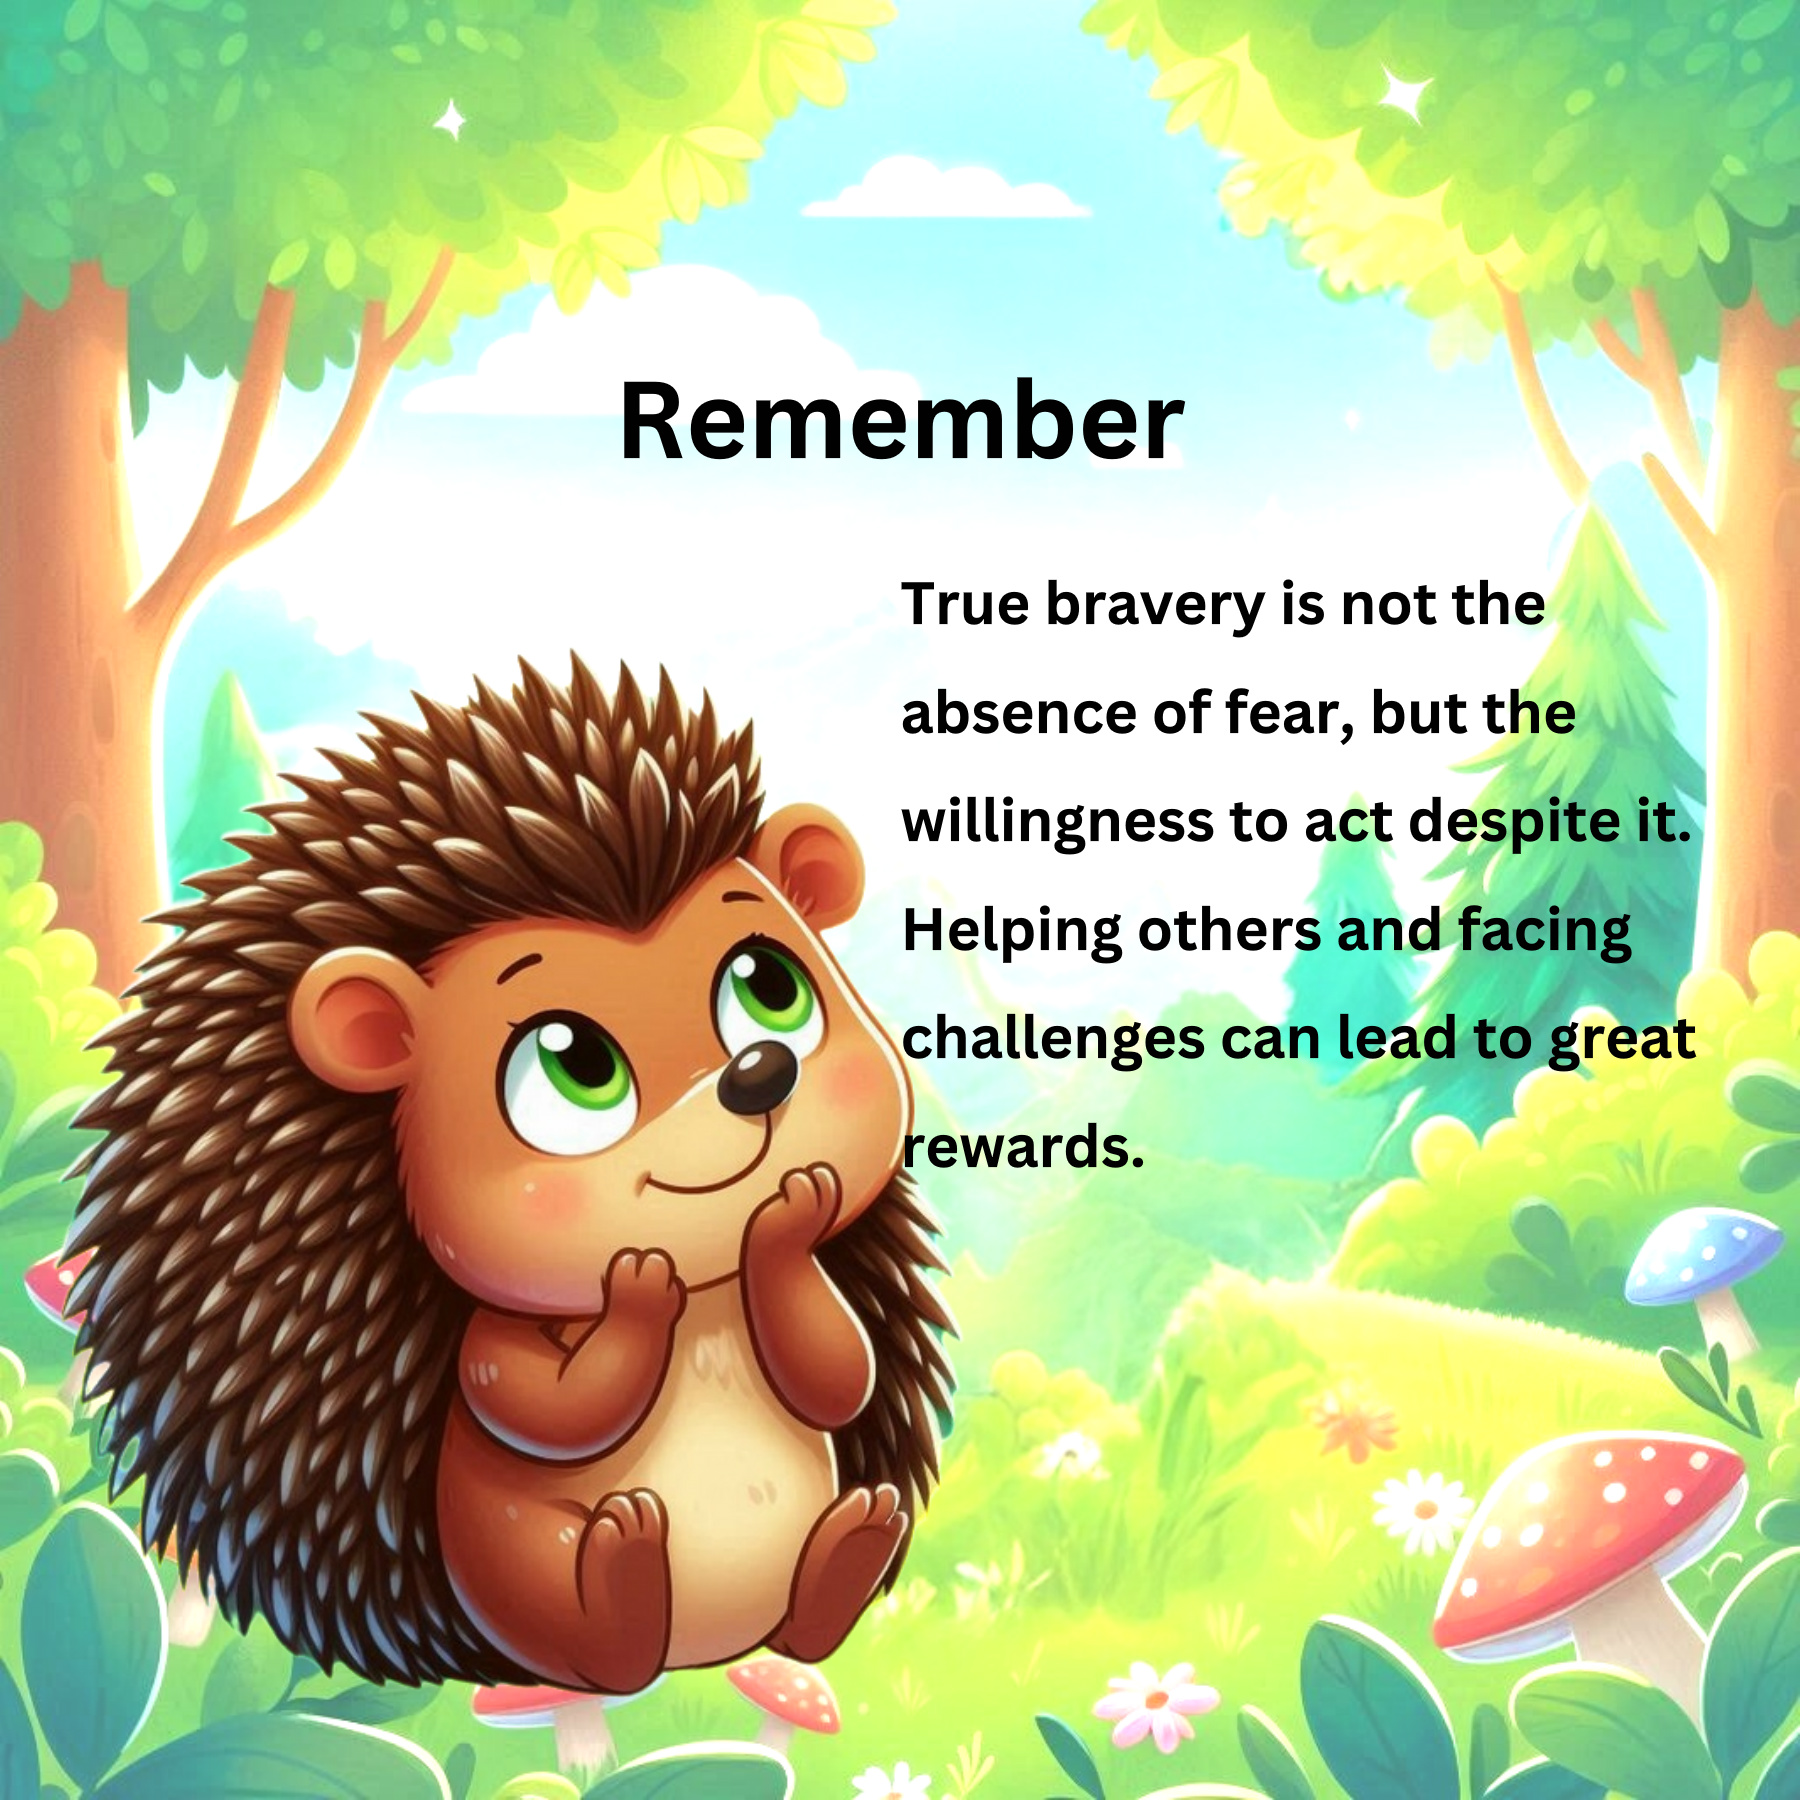 Remember
True bravery is not the
absence of fear, but the
willingness to act despite it.
Helping others and facing
challenges can lead to great
rewards.